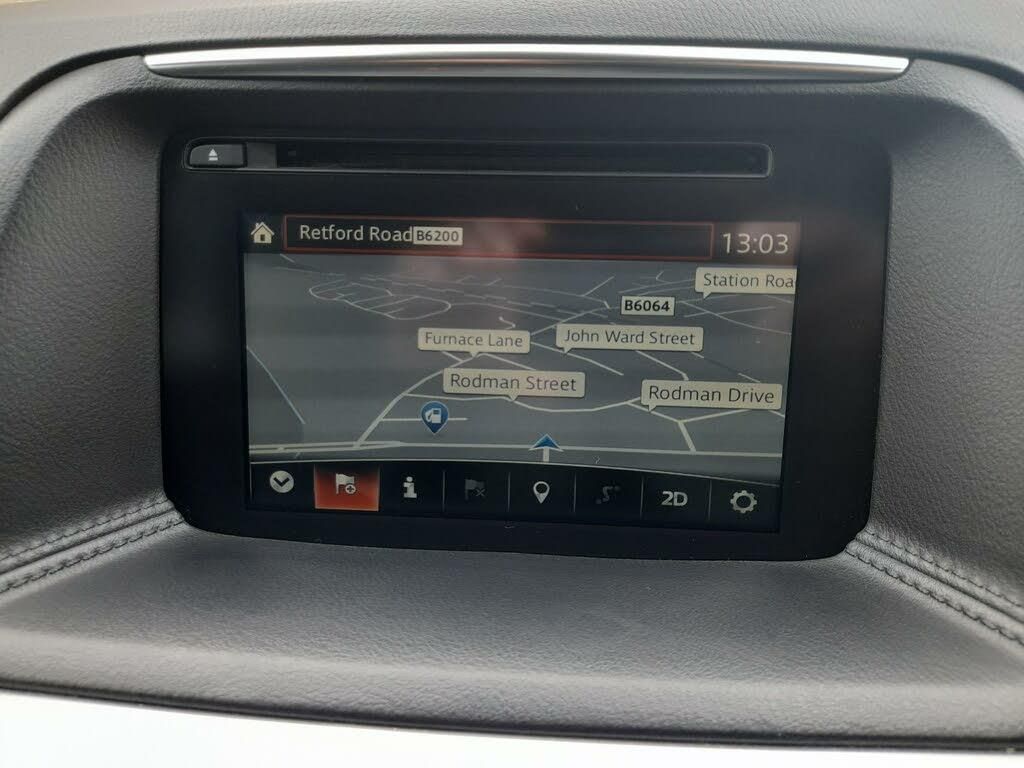 Retford Road B6200
13:03
Station Roa
B6064
Furnace Lane
John Ward Street
Rodman Street
Rodman Drive
2D